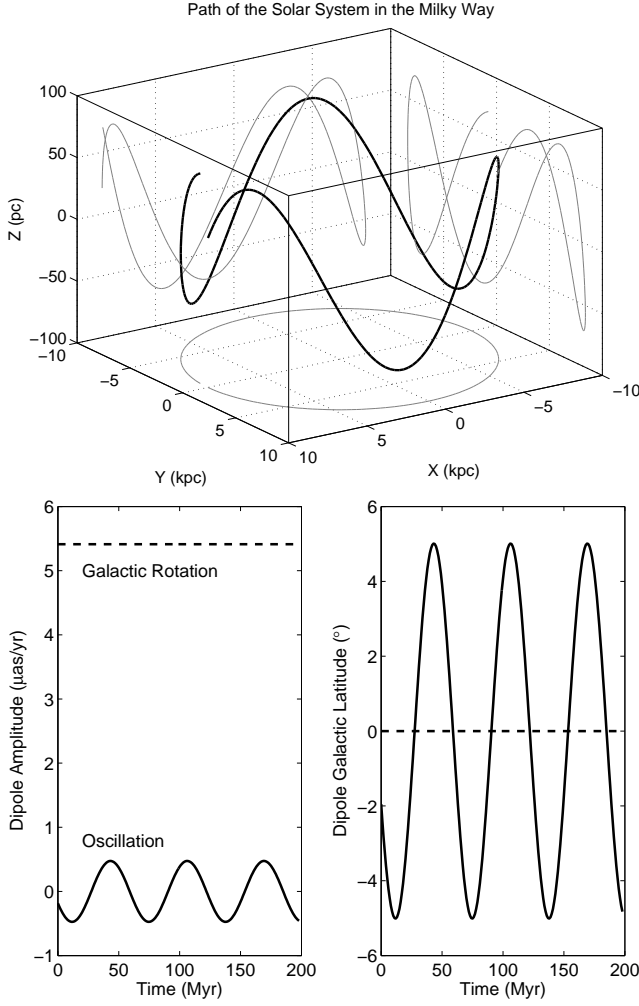 Path of the Solar System in the Milky Way
100
50
0
−50
−100
Z (pc)
−10
−5
0
5
10
Y (kpc)
10
5
0
−5
−10
X (kpc)
6
5
4
3
2
1
0
−1
Dipole Amplitude (μas/yr)
Galactic Rotation
Oscillation
0 50 100 150 200
Time (Myr)
6
4
2
0
−2
−4
−6
Dipole Galactic Latitude (°)
0 50 100 150 200
Time (Myr)